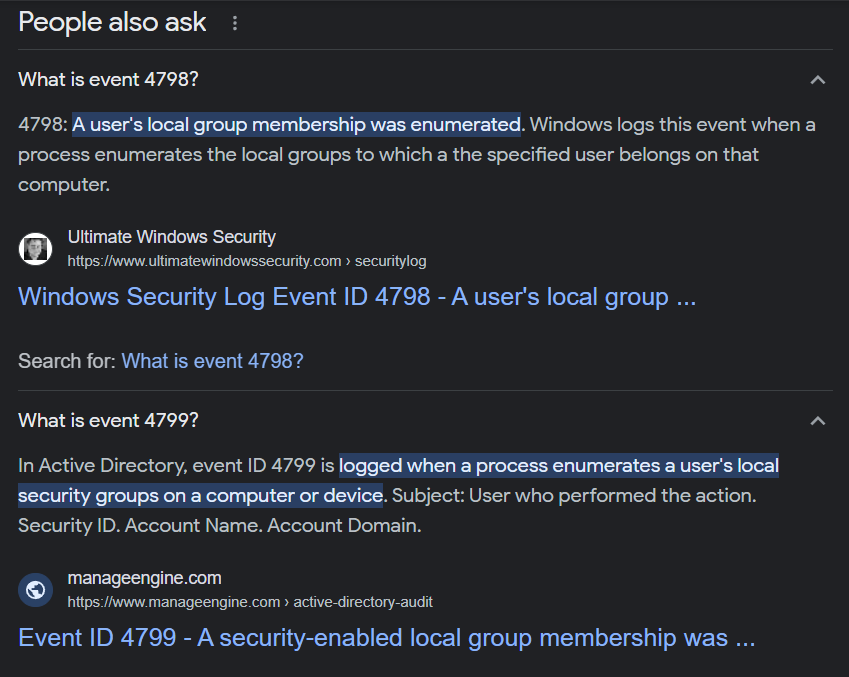 People also ask
What is event 4798?
4798: A user's local group membership was enumerated. Windows logs this event when a
process enumerates the local groups to which a the specified user belongs on that
computer.
Ultimate Windows Security
https://www.ultimatewindowssecurity.com › securitylog
Windows Security Log Event ID 4798 - A user's local group ...
Search for: What is event 4798?
What is event 4799?
In Active Directory, event ID 4799 is logged when a process enumerates a user's local
security groups on a computer or device. Subject: User who performed the action.
Security ID. Account Name. Account Domain.
manageengine.com
https://www.manageengine.com › active-directory-audit
Event ID 4799 - A security-enabled local group membership was ...